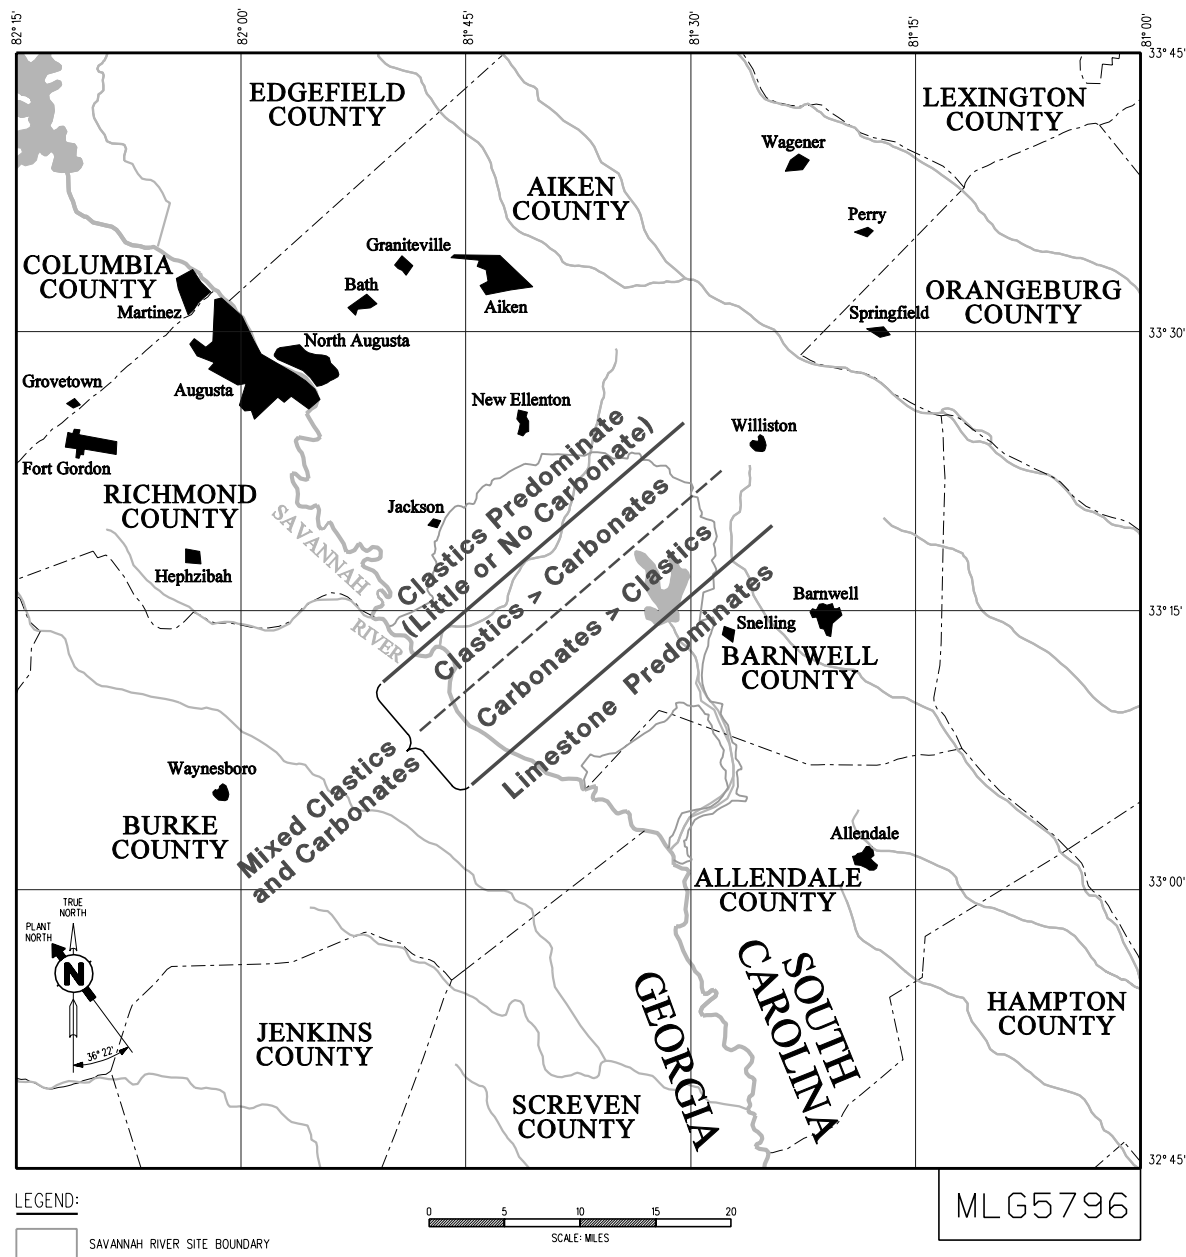 82° 15'
82° 00'
81° 45'
81° 30'
81° 15'
81° 00'
33° 45'
EDGEFIELD
COUNTY
LEXINGTON
COUNTY
Wagener
AIKEN
COUNTY
Perry
Graniteville
COLUMBIA
COUNTY
Bath
Aiken
Martinez
ORANGEBURG
COUNTY
Springfield
33° 30'
North Augusta
Grovetown
Augusta
New Ellenton
Williston
Fort Gordon
RICHMOND
COUNTY
Jackson
SAVANNAH
RIVER
Hephzibah
Clastics Predominate
(Little or No Carbonate)
Clastics > Carbonates
Carbonates > Clastics
Limestone Predominates
Mixed Clastics
and Carbonates
Barnwell
33° 15'
Snelling
BARNWELL
COUNTY
Waynesboro
BURKE
COUNTY
Allendale
ALLENDALE
COUNTY
33° 00'
TRUE
NORTH
PLANT
NORTH
N
36° 22'
GEORGIA
SOUTH
CAROLINA
HAMPTON
COUNTY
JENKINS
COUNTY
SCREVEN
COUNTY
32° 45'
LEGEND:
SAVANNAH RIVER SITE BOUNDARY
0 5 10 15 20
SCALE: MILES
MLG5796